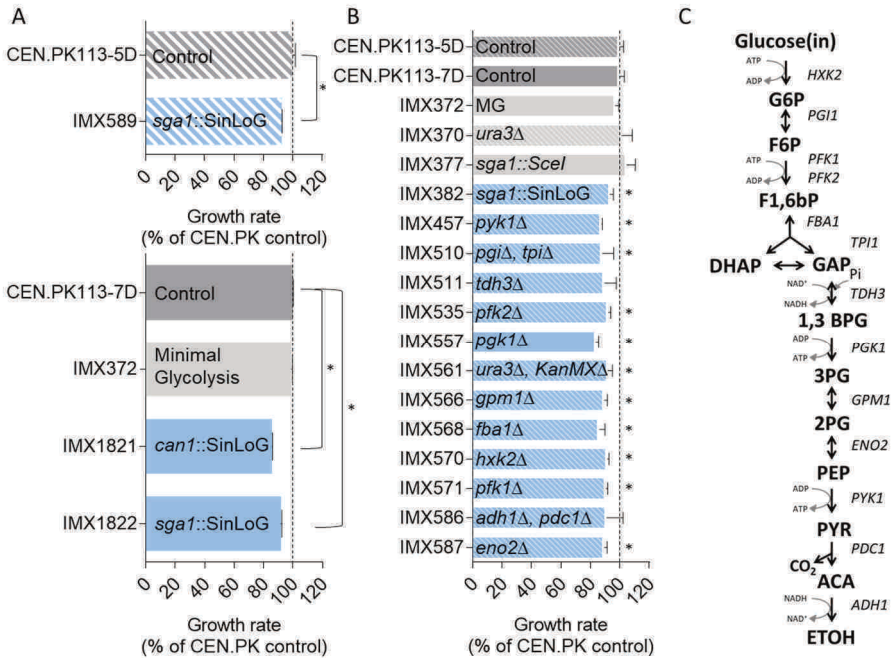 A
CEN.PK113-5D
Control
*
IMX589
sga1::SinLoG
0
20
40
60
80
100
120
Growth rate
(% of CEN.PK control)
CEN.PK113-7D
Control
IMX372
Minimal
Glycolysis
*
*
IMX1821
can1::SinLoG
IMX1822
sga1::SinLoG
0
20
40
60
80
100
120
Growth rate
(% of CEN.PK control)
B
CEN.PK113-5D
Control
CEN.PK113-7D
Control
IMX372
MG
IMX370
ura3Δ
IMX377
sga1::SceI
IMX382
sga1::SinLoG
*
IMX457
pyk1Δ
*
IMX510
pgiΔ, tpiΔ
*
IMX511
tdh3Δ
IMX535
pfk2Δ
*
IMX557
pgk1Δ
*
IMX561
ura3Δ, KanMXΔ
*
IMX566
gpm1Δ
*
IMX568
fba1Δ
*
IMX570
hxk2Δ
*
IMX571
pfk1Δ
*
IMX586
adh1Δ, pdc1Δ
IMX587
eno2Δ
*
0
20
40
60
80
100
120
Growth rate
(% of CEN.PK control)
C
Glucose(in)
ATP
ADP
HXK2
G6P
PGI1
F6P
ATP
ADP
PFK1
PFK2
F1,6bP
FBA1
TPI1
DHAP
GAP
Pi
NAD⁺
NADH
TDH3
1,3 BPG
ADP
ATP
PGK1
3PG
GPM1
2PG
ENO2
PEP
ADP
ATP
PYK1
PYR
PDC1
CO₂
ACA
NADH
NAD⁺
ADH1
ETOH